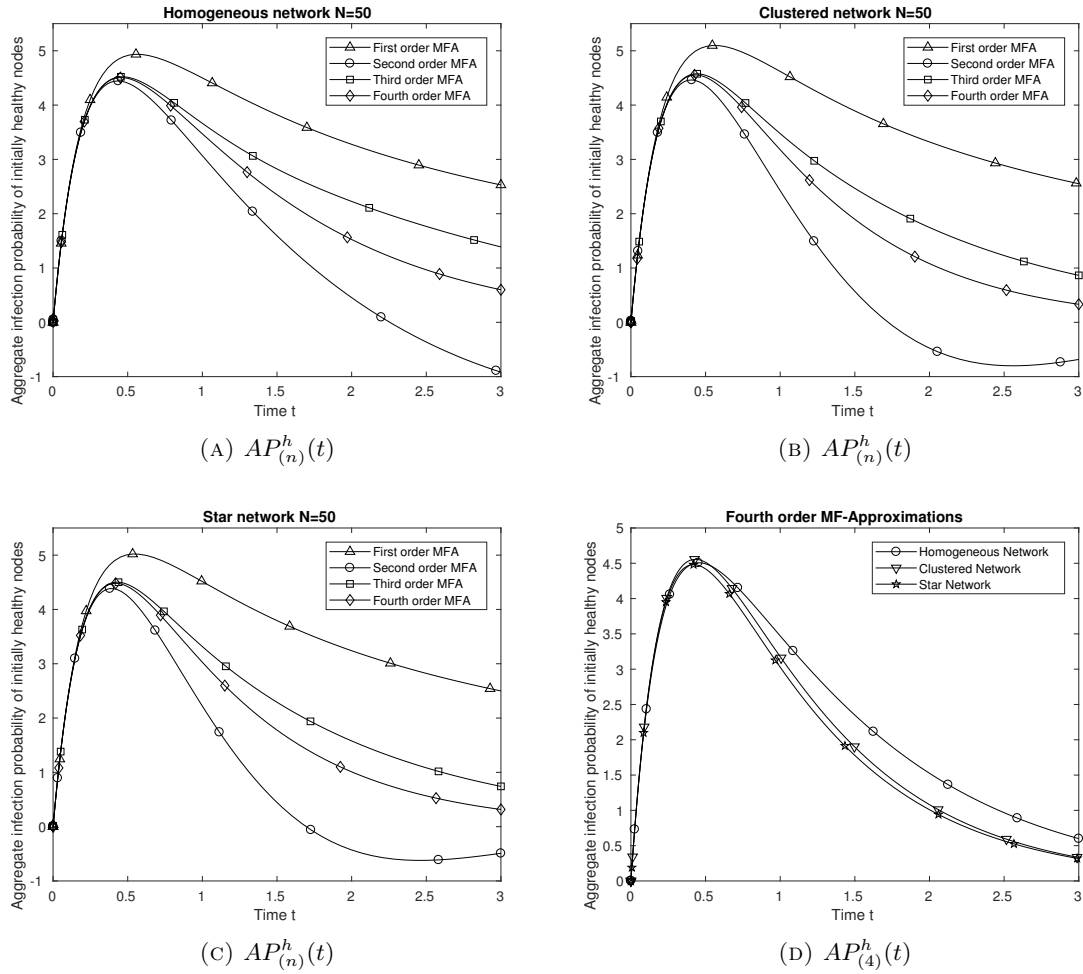 Homogeneous network N=50
Aggregate infection probability of initially healthy nodes
5
4
3
2
1
0
-1
First order MFA
Second order MFA
Third order MFA
Fourth order MFA
0 0.5 1 1.5 2 2.5 3
Time t
(A) $AP^h_{(n)}(t)$
Clustered network N=50
Aggregate infection probability of initially healthy nodes
5
4
3
2
1
0
-1
First order MFA
Second order MFA
Third order MFA
Fourth order MFA
0 0.5 1 1.5 2 2.5 3
Time t
(B) $AP^h_{(n)}(t)$
Star network N=50
Aggregate infection probability of initially healthy nodes
5
4
3
2
1
0
-1
First order MFA
Second order MFA
Third order MFA
Fourth order MFA
0 0.5 1 1.5 2 2.5 3
Time t
(C) $AP^h_{(n)}(t)$
Fourth order MF-Approximations
Aggregate infection probability of initially healthy nodes
5
4.5
4
3.5
3
2.5
2
1.5
1
0.5
0
Homogeneous Network
Clustered Network
Star Network
0 0.5 1 1.5 2 2.5 3
Time t
(D) $AP^h_{(4)}(t)$